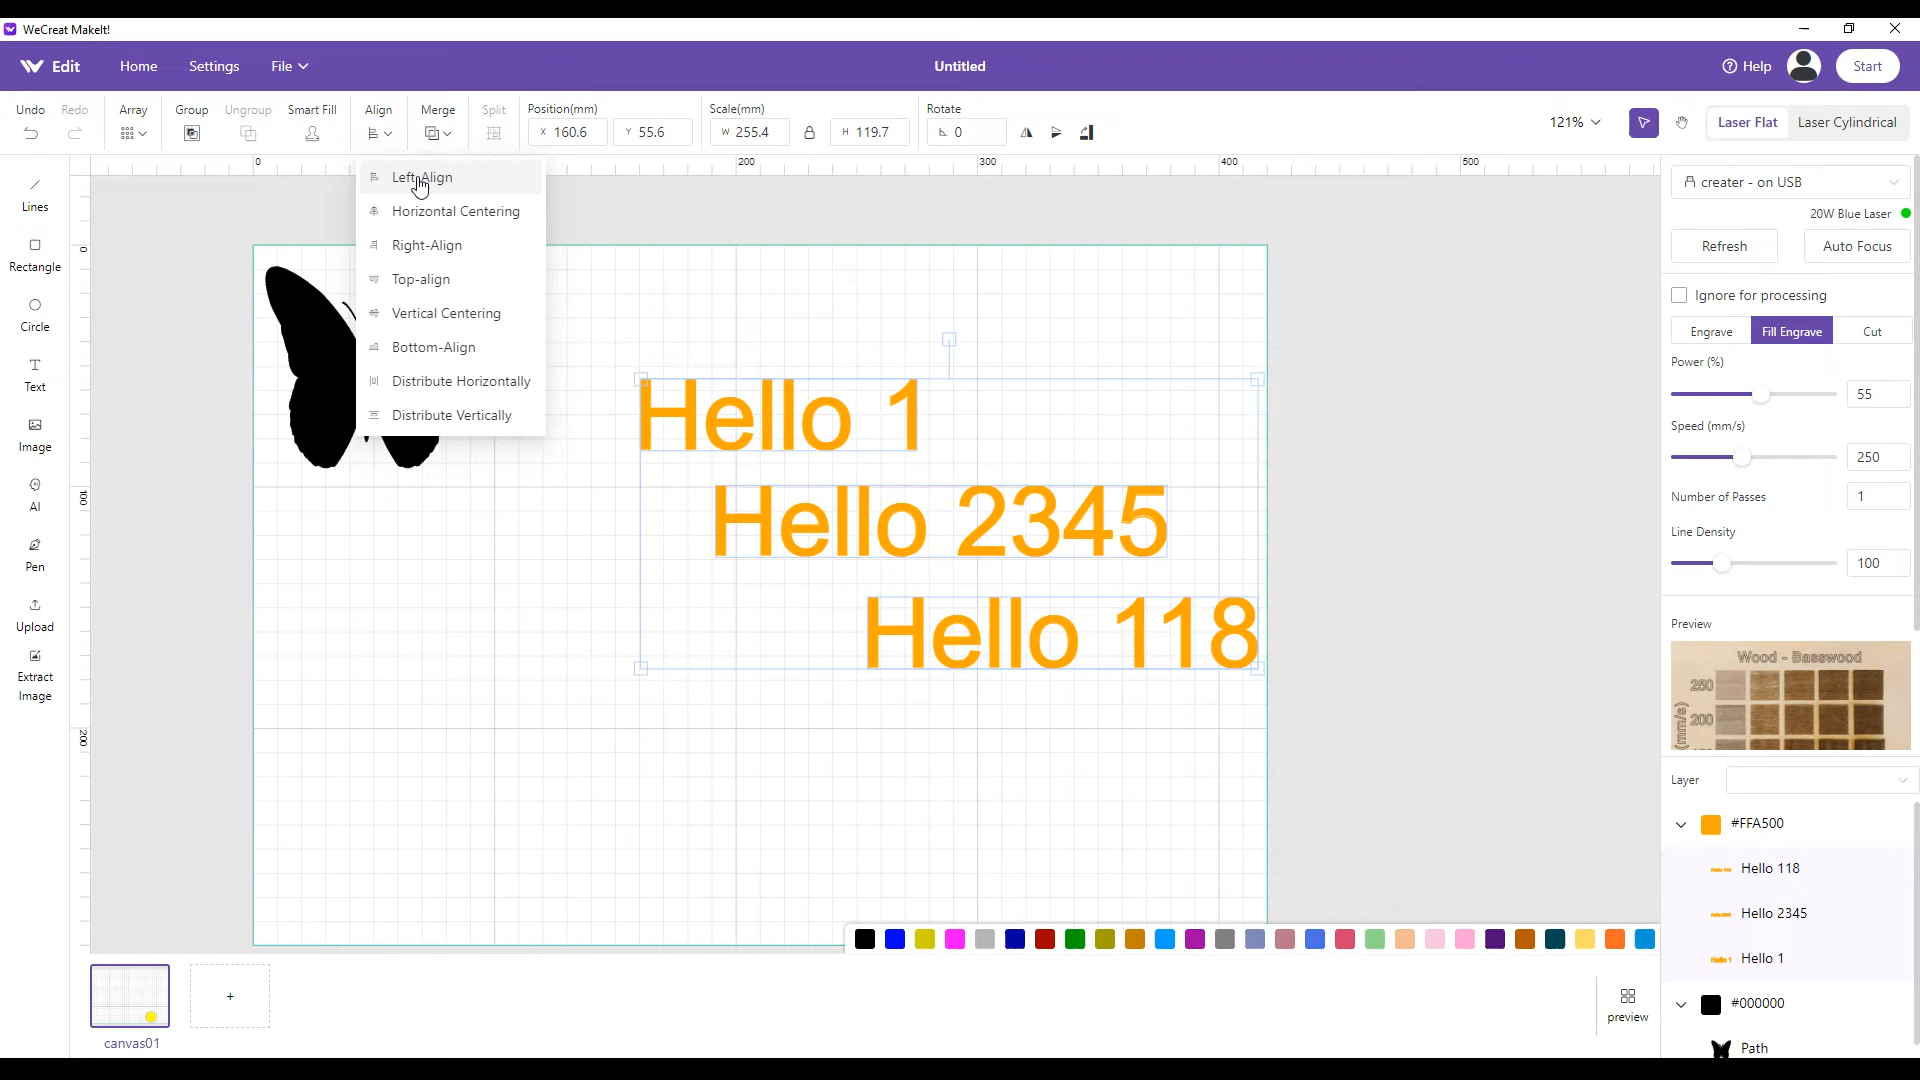 WeCreat MakeIt!
Edit Home Settings File Untitled Help Start
Undo Redo Array Group Ungroup Smart Fill Align Merge Split Position(mm) Scale(mm) Rotate
X 160.6 Y 55.6 W 255.4 H 119.7 0 121% Laser Flat Laser Cylindrical
0 200 300 400 500
0
100
200
Lines
Rectangle
Circle
Text
Image
AI
Pen
Upload
Extract
Image
Left-Align
Horizontal Centering
Right-Align
Top-align
Vertical Centering
Bottom-Align
Distribute Horizontally
Distribute Vertically
Hello 1
Hello 2345
Hello 118
creater - on USB
20W Blue Laser
Refresh Auto Focus
Ignore for processing
Engrave Fill Engrave Cut
Power (%)
55
Speed (mm/s)
250
Number of Passes 1
Line Density
100
Preview
Wood - Basswood
250
200
(mm/s)
Layer
#FFA500
Hello 118
Hello 2345
Hello 1
#000000
Path
+
canvas01
preview